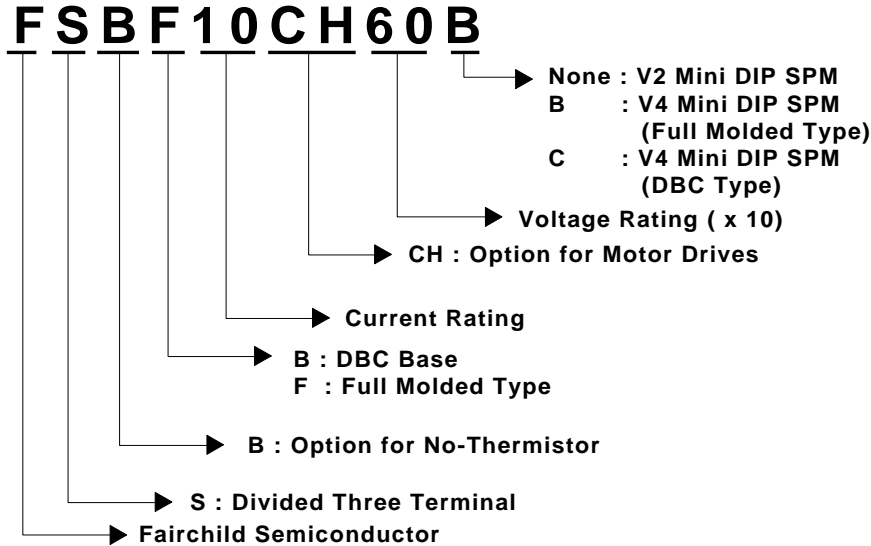 FSBF10CH60B
None : V2 Mini DIP SPM
B : V4 Mini DIP SPM
(Full Molded Type)
C : V4 Mini DIP SPM
(DBC Type)
Voltage Rating ( x 10)
CH : Option for Motor Drives
Current Rating
B : DBC Base
F : Full Molded Type
B : Option for No-Thermistor
S : Divided Three Terminal
Fairchild Semiconductor